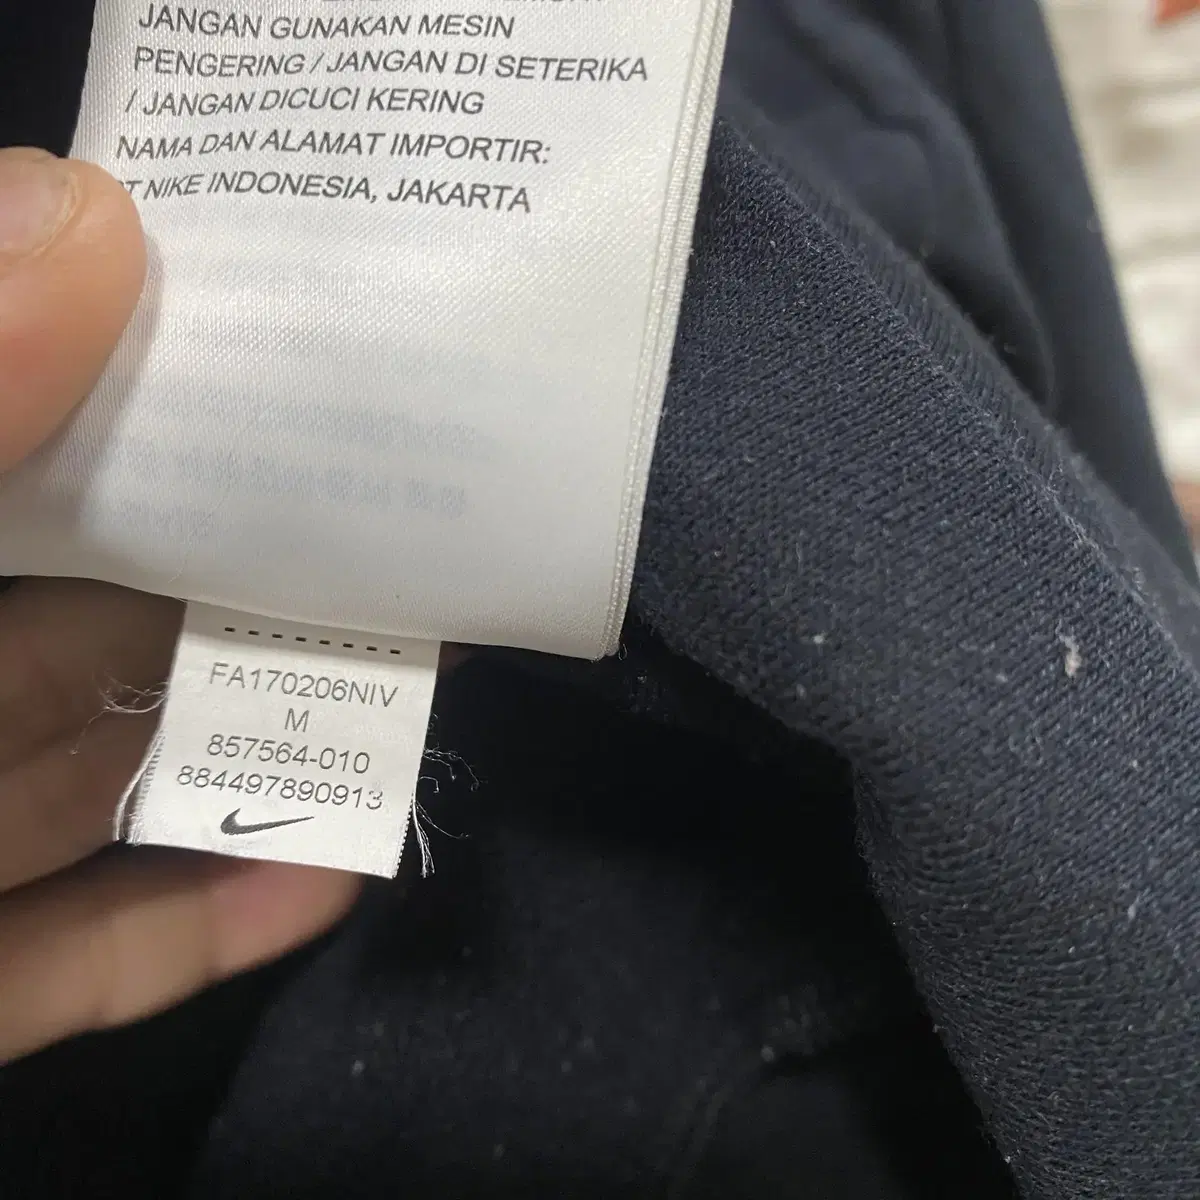 JANGAN GUNAKAN MESIN
PENGERING / JANGAN DI SETERIKA
/ JANGAN DICUCI KERING
NAMA DAN ALAMAT IMPORTIR:
T NIKE INDONESIA, JAKARTA
FA170206NIV
M
857564-010
884497890913